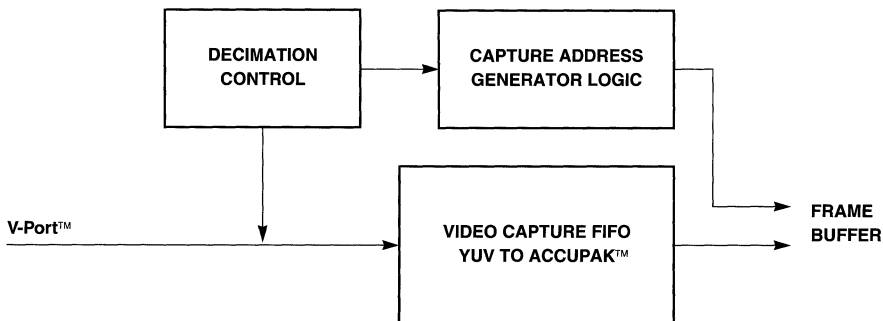 DECIMATION
CONTROL
CAPTURE ADDRESS
GENERATOR LOGIC
V-Port™
VIDEO CAPTURE FIFO
YUV TO ACCUPAK™
FRAME
BUFFER